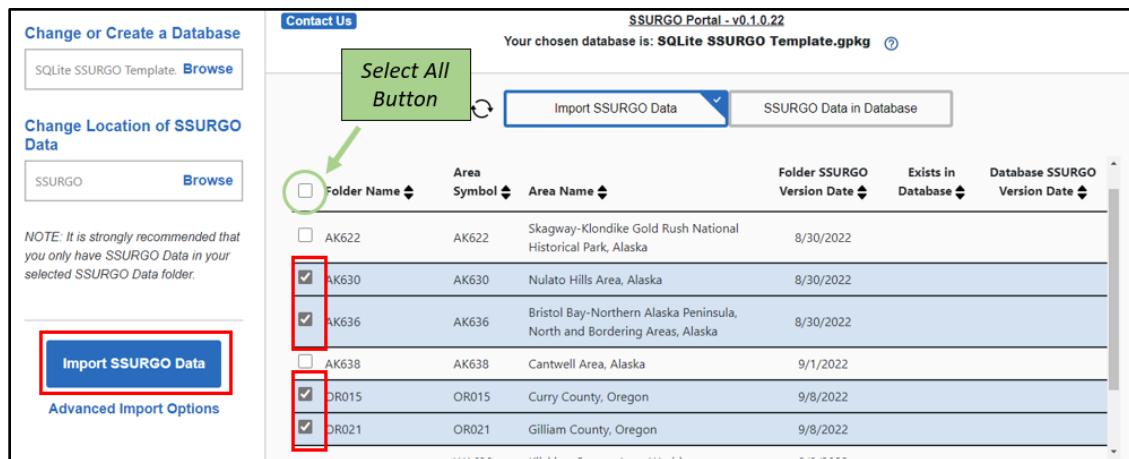 Change or Create a Database
SQLite SSURGO Template. Browse
Change Location of SSURGO
Data
SSURGO Browse
NOTE: It is strongly recommended that
you only have SSURGO Data in your
selected SSURGO Data folder.
Import SSURGO Data
Advanced Import Options
Contact Us
SSURGO Portal - v0.1.0.22
Your chosen database is: SQLite SSURGO Template.gpkg ?
Select All
Button
Import SSURGO Data
SSURGO Data in Database
Folder Name Area Symbol Area Name Folder SSURGO Version Date Exists in Database Database SSURGO Version Date
AK622 AK622 Skagway-Klondike Gold Rush National
Historical Park, Alaska 8/30/2022
AK630 AK630 Nulato Hills Area, Alaska 8/30/2022
AK636 AK636 Bristol Bay-Northern Alaska Peninsula,
North and Bordering Areas, Alaska 8/30/2022
AK638 AK638 Cantwell Area, Alaska 9/1/2022
OR015 OR015 Curry County, Oregon 9/8/2022
OR021 OR021 Gilliam County, Oregon 9/8/2022